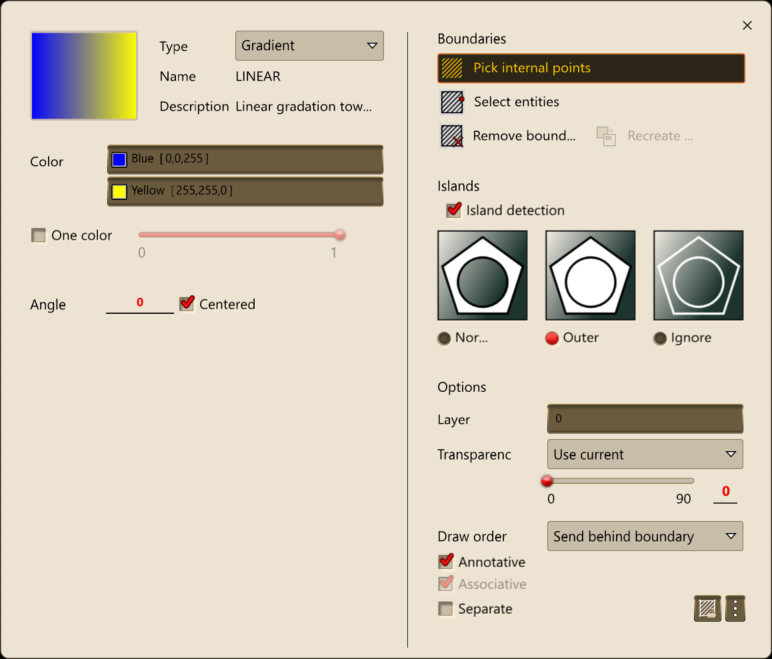 Type
Gradient
Name
LINEAR
Description
Linear gradation tow...
Color
Blue [0,0,255]
Yellow [255,255,0]
One color
0
1
Angle
0
Centered
Boundaries
Pick internal points
Select entities
Remove bound...
Recreate ...
Islands
Island detection
Nor...
Outer
Ignore
Options
Layer
0
Transparenc
Use current
0
90
0
Draw order
Send behind boundary
Annotative
Associative
Separate